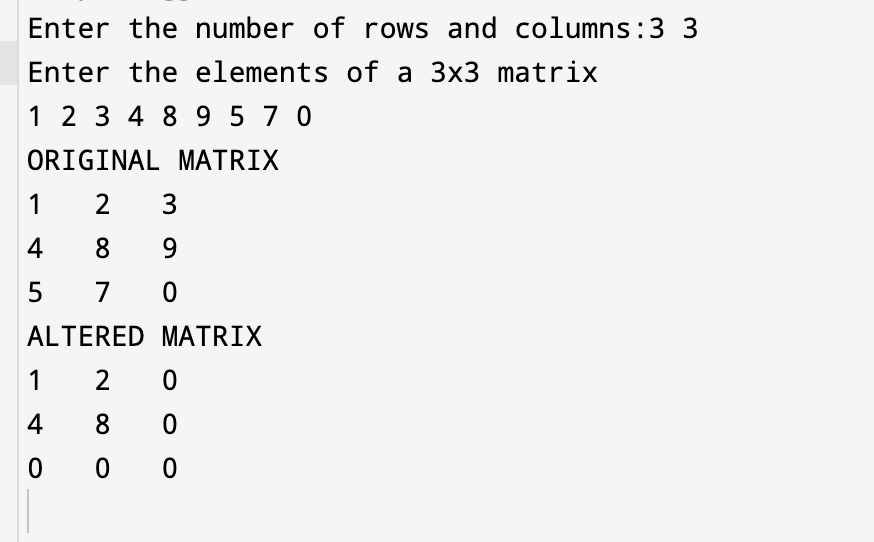 Enter the number of rows and columns:3 3
Enter the elements of a 3x3 matrix
1 2 3 4 8 9 5 7 0
ORIGINAL MATRIX
1   2   3
4   8   9
5   7   0
ALTERED MATRIX
1   2   0
4   8   0
0   0   0